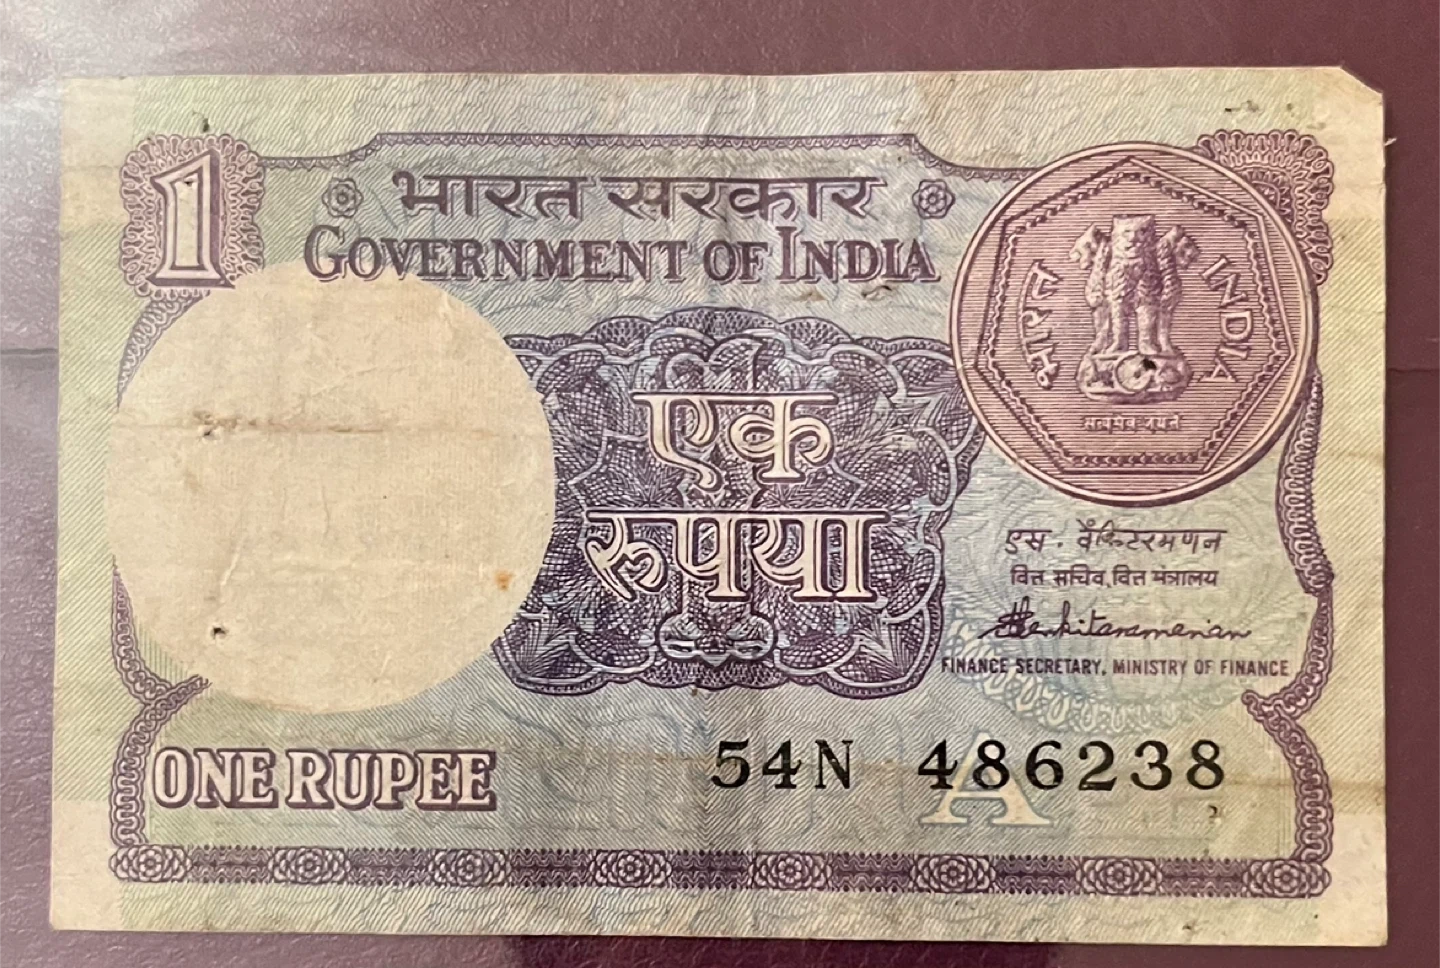 1
भारत सरकार
GOVERNMENT OF INDIA
भारत
INDIA
सत्यमेव जयते
एक
रुपया
एस. वेंकिटरमणन
वित्त सचिव, वित्त मंत्रालय
S Venkitaramanan
FINANCE SECRETARY, MINISTRY OF FINANCE
ONE RUPEE
54N 486238
A